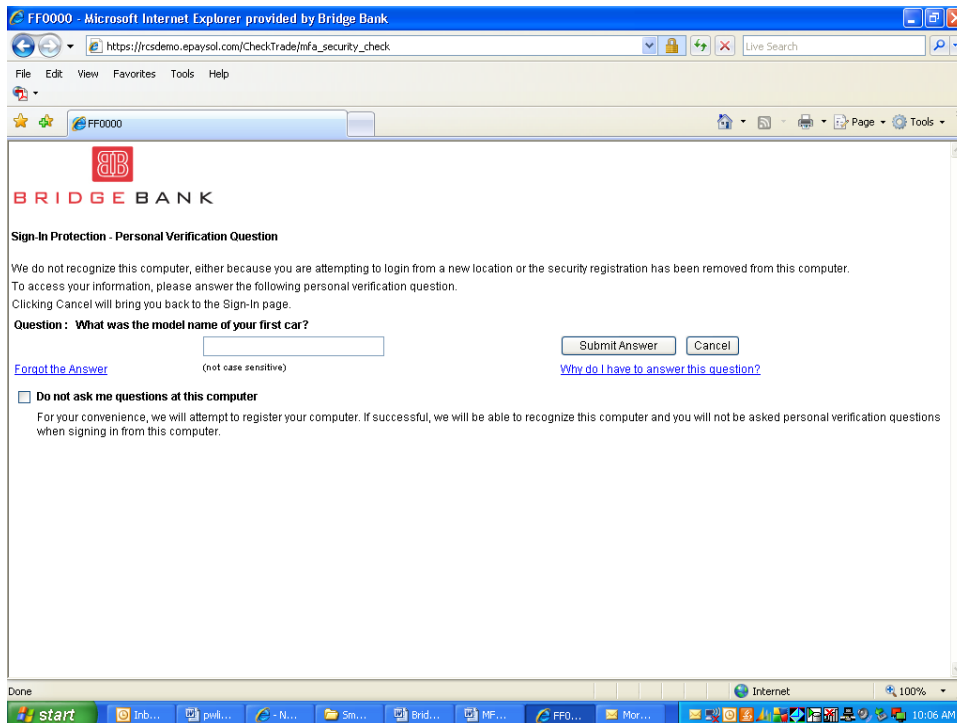 FF0000 - Microsoft Internet Explorer provided by Bridge Bank
https://rcsdemo.epaysol.com/CheckTrade/mfa_security_check
Live Search
File Edit View Favorites Tools Help
FF0000
Page Tools
BRIDGEBANK
Sign-In Protection - Personal Verification Question
We do not recognize this computer, either because you are attempting to login from a new location or the security registration has been removed from this computer.
To access your information, please answer the following personal verification question.
Clicking Cancel will bring you back to the Sign-In page.
Question : What was the model name of your first car?
Submit Answer Cancel
Forgot the Answer (not case sensitive) Why do I have to answer this question?
Do not ask me questions at this computer
For your convenience, we will attempt to register your computer. If successful, we will be able to recognize this computer and you will not be asked personal verification questions
when signing in from this computer.
Done Internet 100%
start Inb... pwli... - N... Sm... Brid... MF... FF0... Mor... 10:06 AM